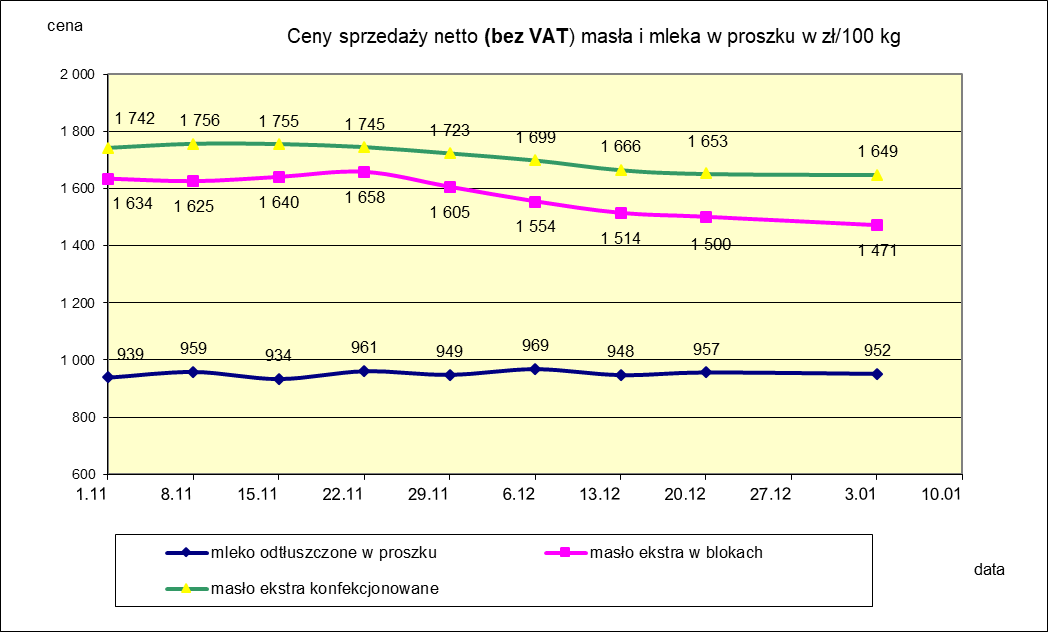 cena
Ceny sprzedaży netto (bez VAT) masła i mleka w proszku w zł/100 kg
2 000
1 800
1 600
1 400
1 200
1 000
800
600
1 742 1 756 1 755 1 745 1 723 1 699 1 666 1 653 1 649
1 634 1 625 1 640 1 658 1 605 1 554 1 514 1 500 1 471
939 959 934 961 949 969 948 957 952
1.11 8.11 15.11 22.11 29.11 6.12 13.12 20.12 27.12 3.01 10.01
mleko odtłuszczone w proszku masło ekstra w blokach
masło ekstra konfekcjonowane
data